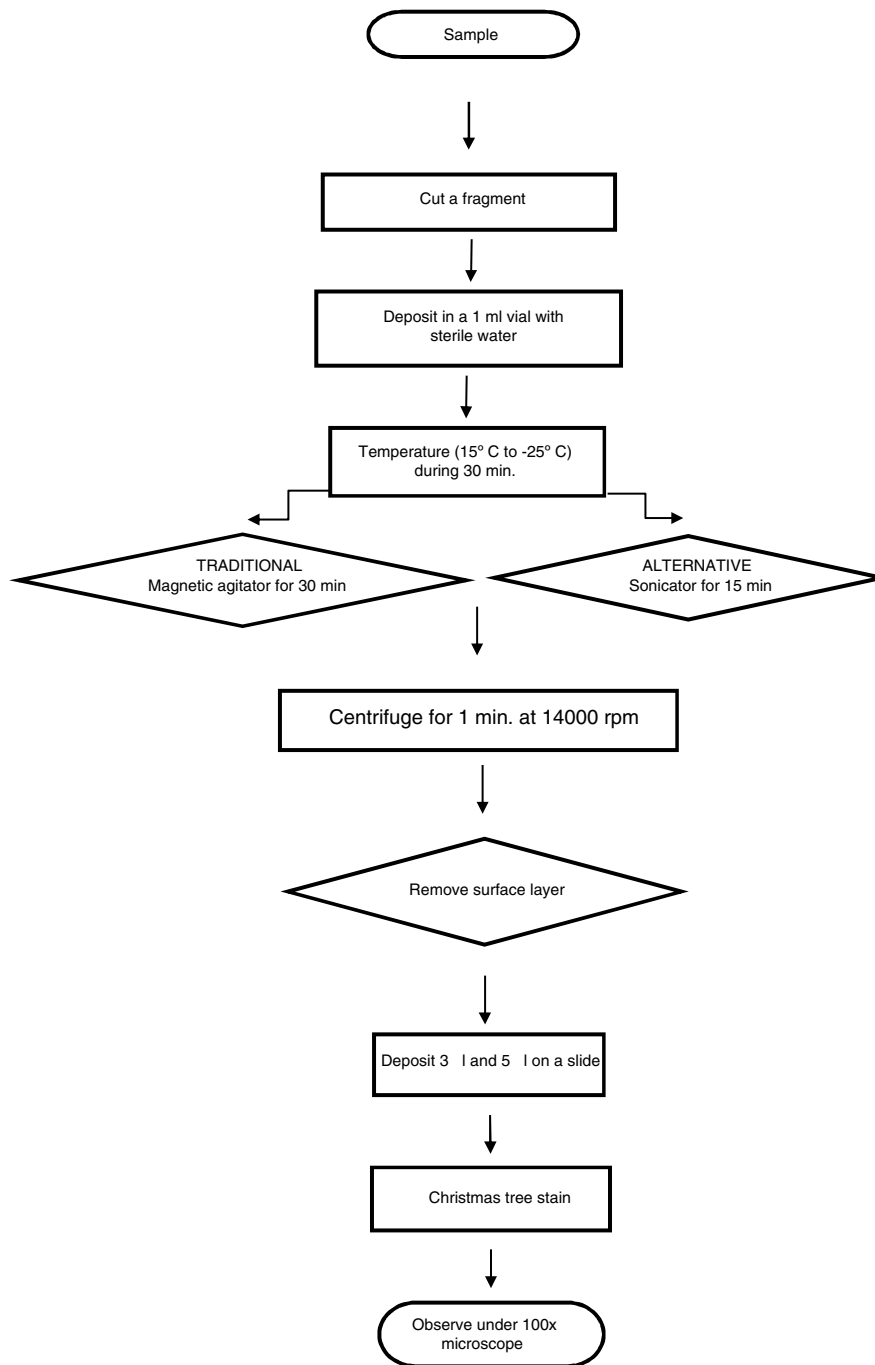 Sample
Cut a fragment
Deposit in a 1 ml vial with
sterile water
Temperature (15º C to -25º C)
during 30 min.
TRADITIONAL
Magnetic agitator for 30 min
ALTERNATIVE
Sonicator for 15 min
Centrifuge for 1 min. at 14000 rpm
Remove surface layer
Deposit 3 l and 5 l on a slide
Christmas tree stain
Observe under 100x
microscope